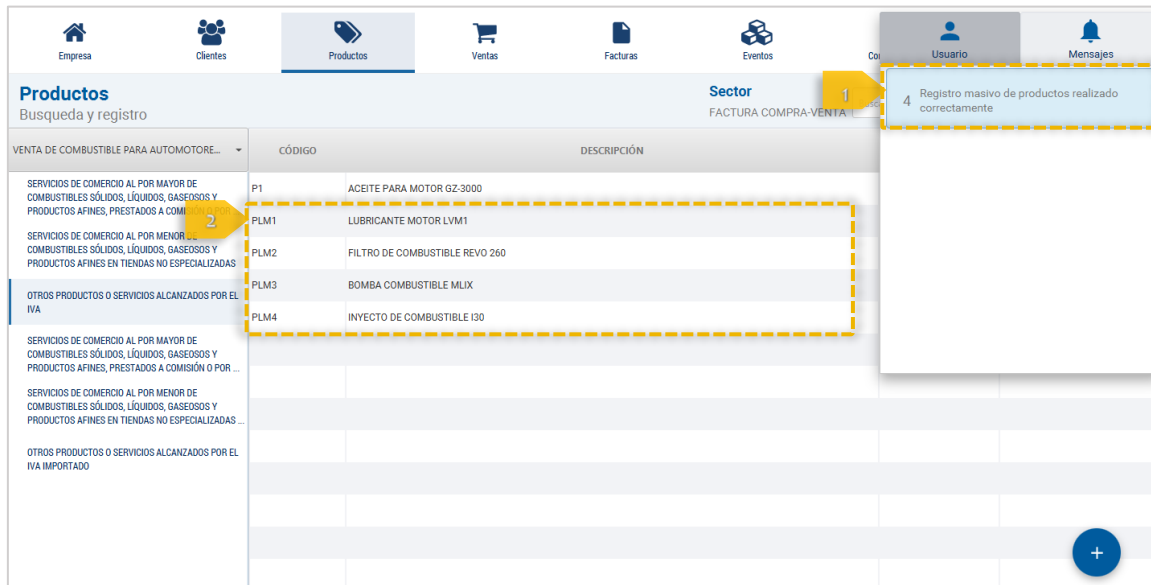 Empresa
Clientes
Productos
Ventas
Facturas
Eventos
Usuario
Mensajes
Productos
Busqueda y registro
Sector
FACTURA COMPRA-VENTA
1
4
Registro masivo de productos realizado
correctamente
VENTA DE COMBUSTIBLE PARA AUTOMOTORE...
CÓDIGO
DESCRIPCIÓN
SERVICIOS DE COMERCIO AL POR MAYOR DE
COMBUSTIBLES SÓLIDOS, LÍQUIDOS, GASEOSOS Y
PRODUCTOS AFINES, PRESTADOS A COMISIÓN O POR ...
SERVICIOS DE COMERCIO AL POR MENOR DE
COMBUSTIBLES SÓLIDOS, LÍQUIDOS, GASEOSOS Y
PRODUCTOS AFINES EN TIENDAS NO ESPECIALIZADAS
OTROS PRODUCTOS O SERVICIOS ALCANZADOS POR EL
IVA
SERVICIOS DE COMERCIO AL POR MAYOR DE
COMBUSTIBLES SÓLIDOS, LÍQUIDOS, GASEOSOS Y
PRODUCTOS AFINES, PRESTADOS A COMISIÓN O POR ...
SERVICIOS DE COMERCIO AL POR MENOR DE
COMBUSTIBLES SÓLIDOS, LÍQUIDOS, GASEOSOS Y
PRODUCTOS AFINES EN TIENDAS NO ESPECIALIZADAS ...
OTROS PRODUCTOS O SERVICIOS ALCANZADOS POR EL
IVA IMPORTADO
2
P1 ACEITE PARA MOTOR GZ-3000
PLM1 LUBRICANTE MOTOR LVM1
PLM2 FILTRO DE COMBUSTIBLE REVO 260
PLM3 BOMBA COMBUSTIBLE MLIX
PLM4 INYECTO DE COMBUSTIBLE I30